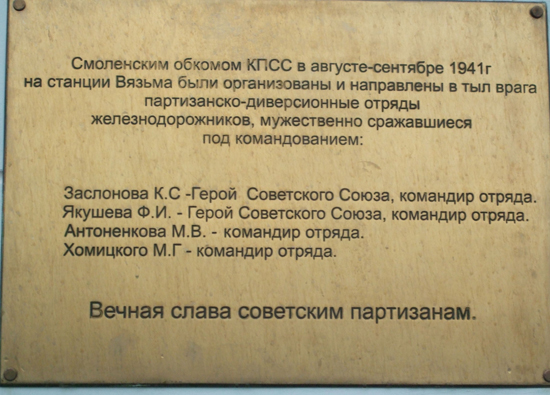 Смоленским обкомом КПСС в августе-сентябре 1941г
на станции Вязьма были организованы и направлены в тыл врага
партизанско-диверсионные отряды
железнодорожников, мужественно сражавшиеся
под командованием:
Заслонова К.С -Герой Советского Союза, командир отряда.
Якушева Ф.И. - Герой Советского Союза, командир отряда.
Антоненкова М.В. - командир отряда.
Хомицкого М.Г - командир отряда.
Вечная слава советским партизанам.